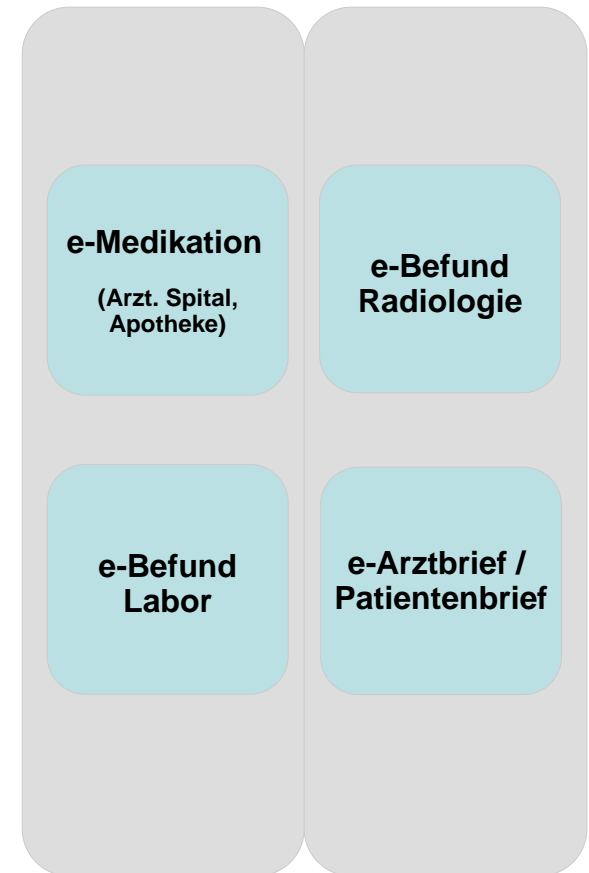 e-Medikation
(Arzt. Spital,
Apotheke)
e-Befund
Radiologie
e-Befund
Labor
e-Arztbrief /
Patientenbrief